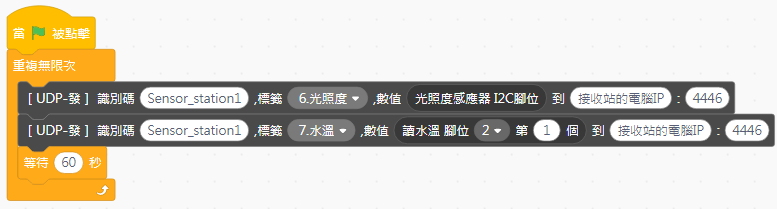 當 被點擊
重複無限次
[ UDP-發 ] 識別碼 Sensor_station1 ,標籤 6.光照度 ,數值 光照度感應器 I2C腳位 到 接收站的電腦IP : 4446
[ UDP-發 ] 識別碼 Sensor_station1 ,標籤 7.水溫 ,數值 讀水溫 腳位 2 第 1 個 到 接收站的電腦IP : 4446
等待 60 秒